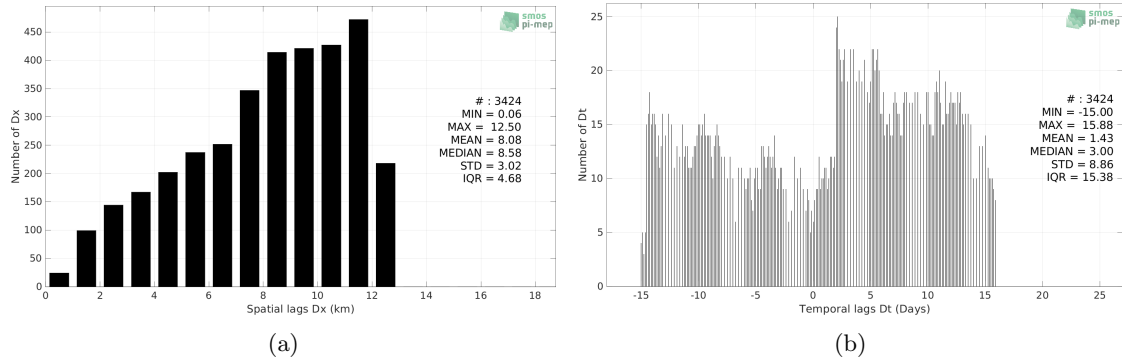 smos
pi-mep
450
400
350
300
250
200
150
100
50
0
Number of Dx
# : 3424
MIN = 0.06
MAX = 12.50
MEAN = 8.08
MEDIAN = 8.58
STD = 3.02
IQR = 4.68
0 2 4 6 8 10 12 14 16 18
Spatial lags Dx (km)
(a)
smos
pi-mep
25
20
15
10
5
0
Number of Dt
# : 3424
MIN = -15.00
MAX = 15.88
MEAN = 1.43
MEDIAN = 3.00
STD = 8.86
IQR = 15.38
-15 -10 -5 0 5 10 15 20 25
Temporal lags Dt (Days)
(b)